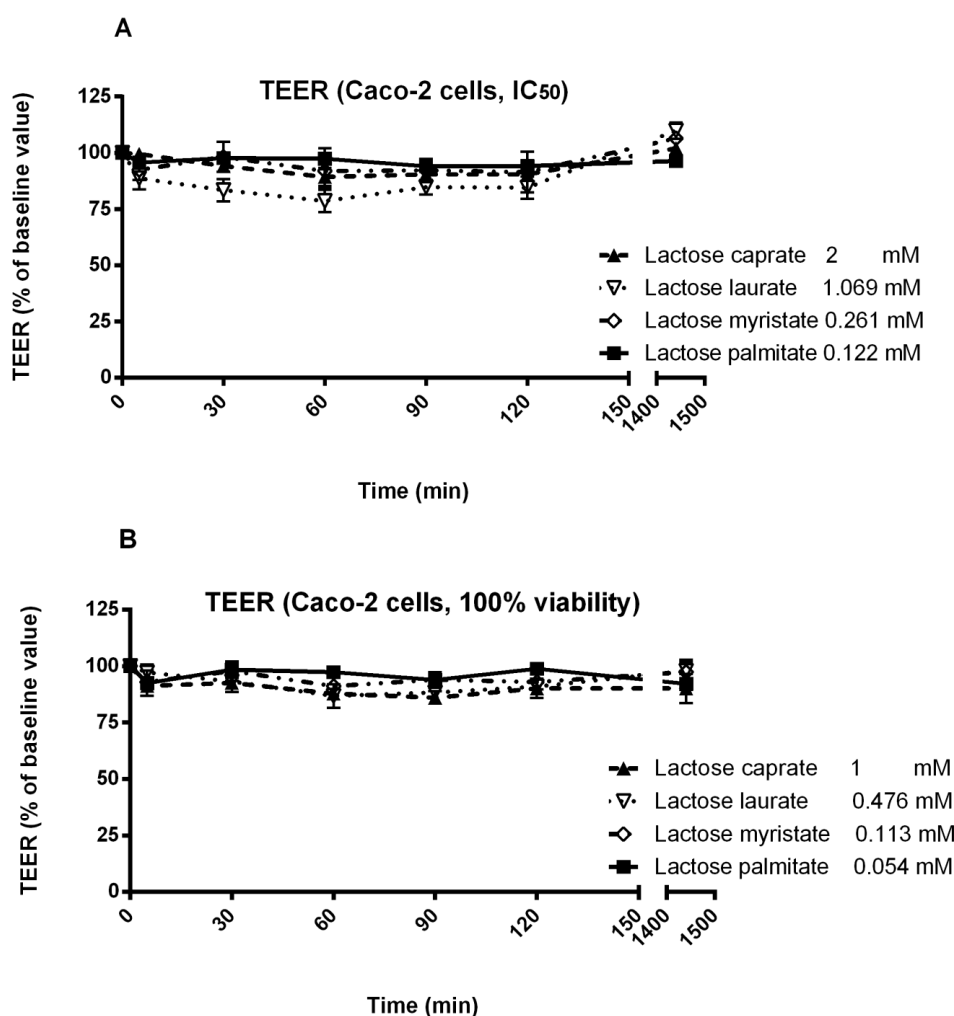 A
TEER (Caco-2 cells, IC50)
TEER (% of baseline value)
125
100
75
50
25
0
0 30 60 90 120 150 1400 1500
Time (min)
Lactose caprate 2 mM
Lactose laurate 1.069 mM
Lactose myristate 0.261 mM
Lactose palmitate 0.122 mM
B
TEER (Caco-2 cells, 100% viability)
TEER (% of baseline value)
125
100
75
50
25
0
0 30 60 90 120 150 1400 1500
Time (min)
Lactose caprate 1 mM
Lactose laurate 0.476 mM
Lactose myristate 0.113 mM
Lactose palmitate 0.054 mM